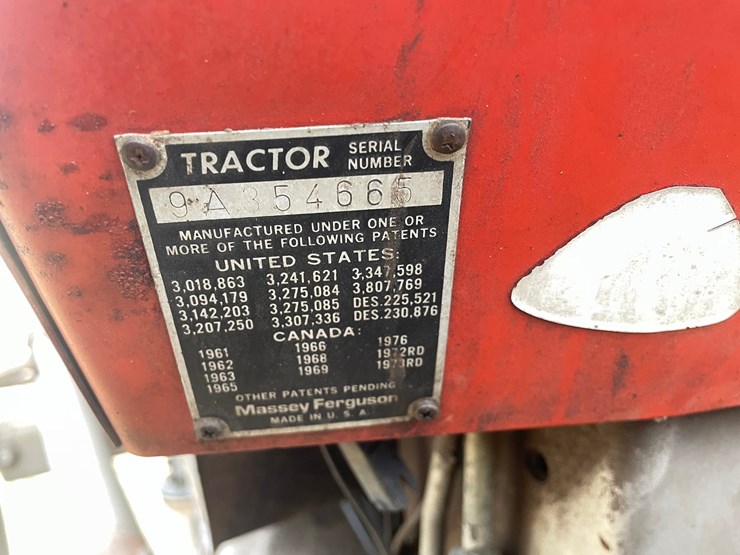 TRACTOR SERIAL NUMBER
9A354665
MANUFACTURED UNDER ONE OR
MORE OF THE FOLLOWING PATENTS
UNITED STATES:
3,018,863 3,241,621 3,347,598
3,094,179 3,275,084 3,807,769
3,142,203 3,275,085 DES.225,521
3,207,250 3,307,336 DES.230,876
CANADA:
1961 1966 1976
1962 1968 1972RD
1963 1969 1973RD
1965
OTHER PATENTS PENDING
Massey Ferguson
MADE IN U.S.A.